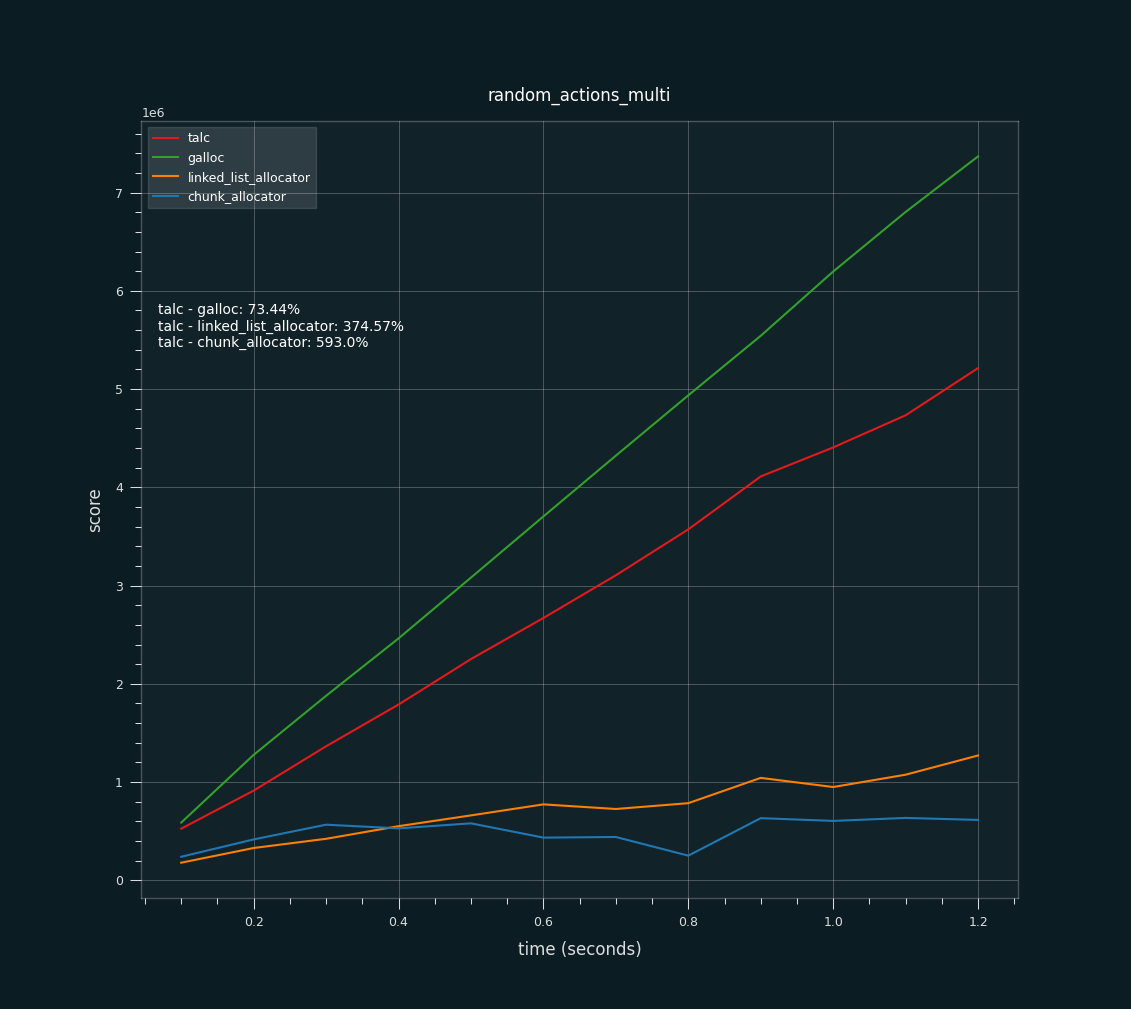 random_actions_multi
1e6
talc
galloc
linked_list_allocator
chunk_allocator
talc - galloc: 73.44%
talc - linked_list_allocator: 374.57%
talc - chunk_allocator: 593.0%
7
6
5
4
3
2
1
0
score
0.2 0.4 0.6 0.8 1.0 1.2
time (seconds)